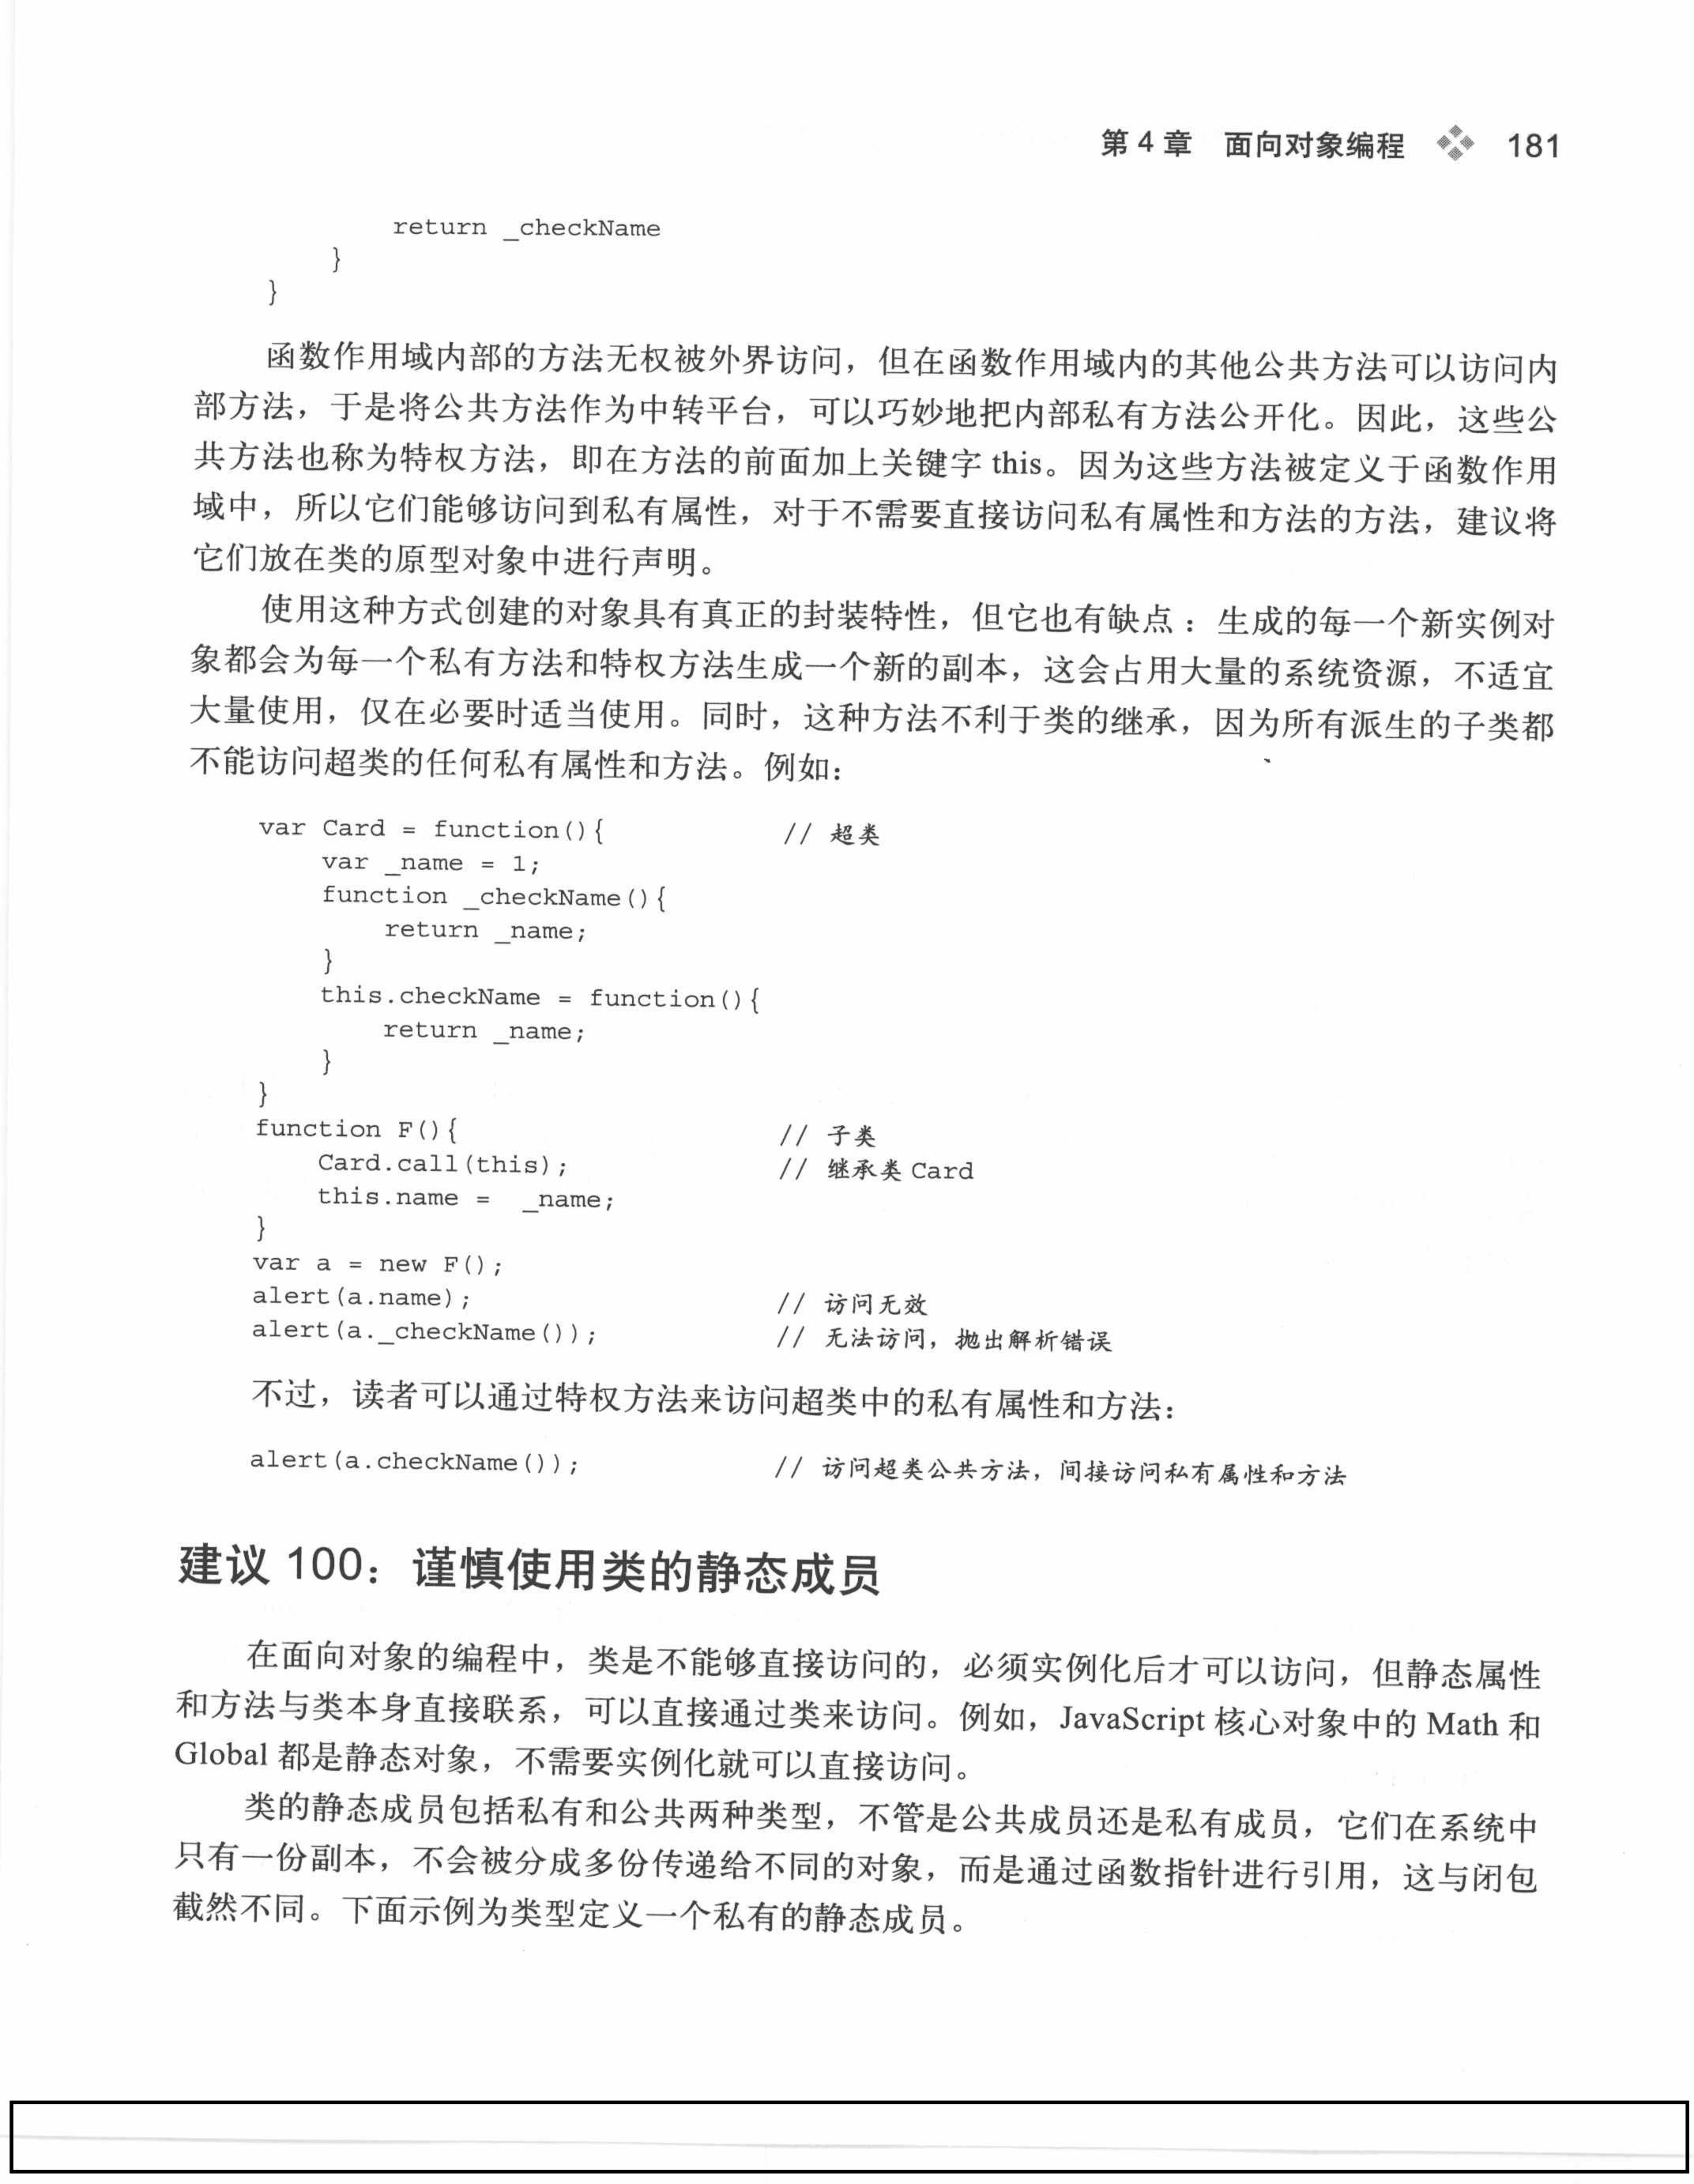 第 4 章　面向对象编程　181
return _checkName
}
}
函数作用域内部的方法无权被外界访问，但在函数作用域内的其他公共方法可以访问内
部方法，于是将公共方法作为中转平台，可以巧妙地把内部私有方法公开化。因此，这些公
共方法也称为特权方法，即在方法的前面加上关键字 this。因为这些方法被定义于函数作用
域中，所以它们能够访问到私有属性，对于不需要直接访问私有属性和方法的方法，建议将
它们放在类的原型对象中进行声明。
使用这种方式创建的对象具有真正的封装特性，但它也有缺点：生成的每一个新实例对
象都会为每一个私有方法和特权方法生成一个新的副本，这会占用大量的系统资源，不适宜
大量使用，仅在必要时适当使用。同时，这种方法不利于类的继承，因为所有派生的子类都
不能访问超类的任何私有属性和方法。例如：
var Card = function(){ // 超类
var _name = 1;
function _checkName(){
return _name;
}
this.checkName = function(){
return _name;
}
}
function F(){ // 子类
Card.call(this); // 继承类 Card
this.name = _name;
}
var a = new F();
alert(a.name); // 访问无效
alert(a._checkName()); // 无法访问，抛出解析错误
不过，读者可以通过特权方法来访问超类中的私有属性和方法：
alert(a.checkName()); // 访问超类公共方法，间接访问私有属性和方法
建议 100：谨慎使用类的静态成员
在面向对象的编程中，类是不能够直接访问的，必须实例化后才可以访问，但静态属性
和方法与类本身直接联系，可以直接通过类来访问。例如，JavaScript 核心对象中的 Math 和
Global 都是静态对象，不需要实例化就可以直接访问。
类的静态成员包括私有和公共两种类型，不管是公共成员还是私有成员，它们在系统中
只有一份副本，不会被分成多份传递给不同的对象，而是通过函数指针进行引用，这与闭包
截然不同。下面示例为类型定义一个私有的静态成员。